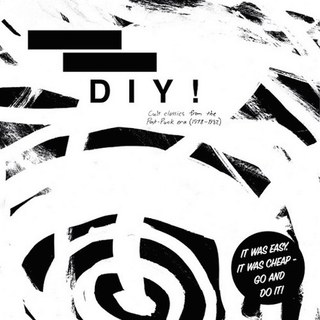 DIY!
Cult classics from the
Post-Punk era (1978-1982)
IT WAS EASY,
IT WAS CHEAP -
GO AND
DO IT!